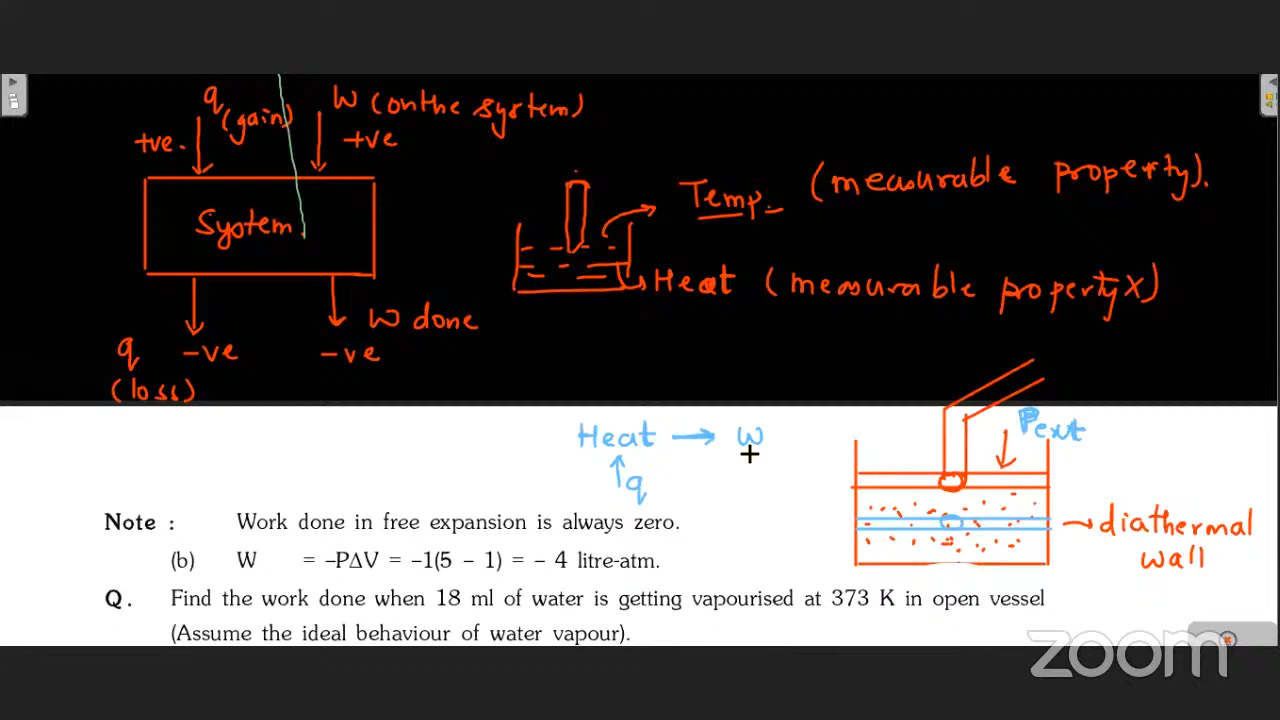 q (gain)
W (on the system)
+ve.
+ve
System.
Temp. (measurable property).
Heat (measurable property X)
W done
q -ve
-ve
(loss)
Heat → W
↑ q
Pext
Note : Work done in free expansion is always zero.
diathermal wall
(b) W = –PΔV = –1(5 – 1) = – 4 litre-atm.
Q. Find the work done when 18 ml of water is getting vapourised at 373 K in open vessel
(Assume the ideal behaviour of water vapour).
zoom